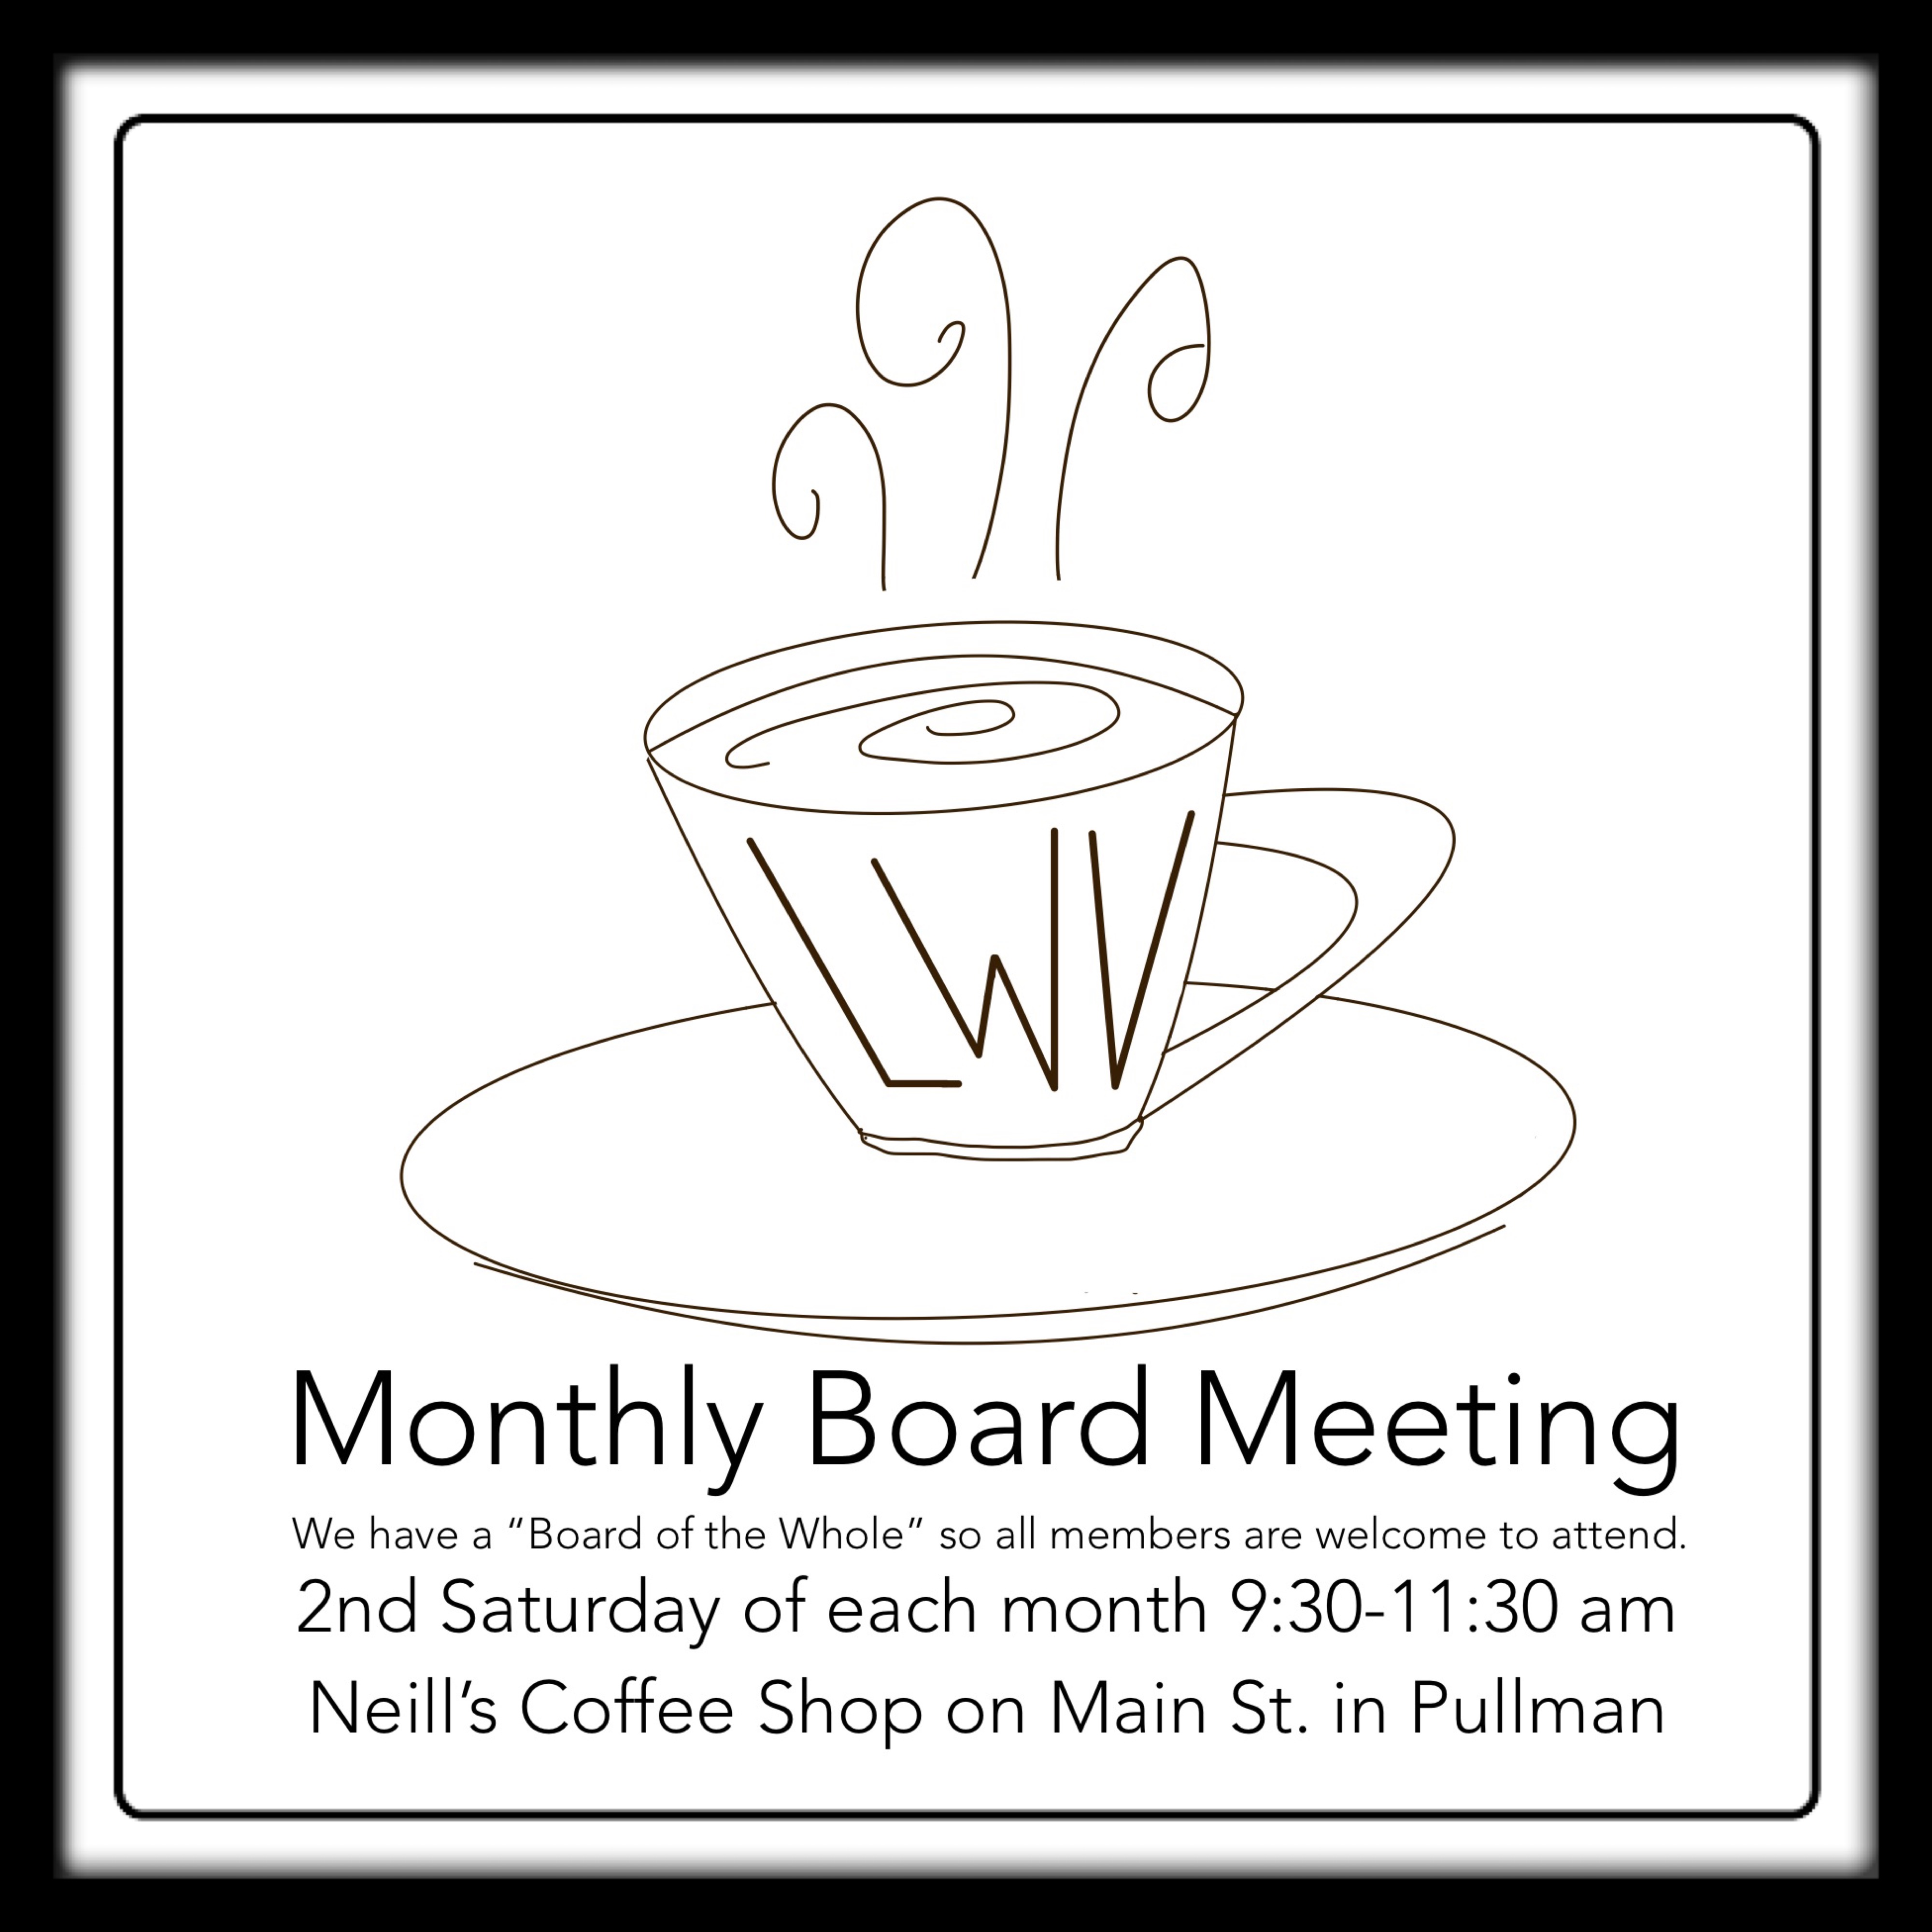 LWV
Monthly Board Meeting
We have a “Board of the Whole” so all members are welcome to attend.
2nd Saturday of each month 9:30-11:30 am
Neill’s Coffee Shop on Main St. in Pullman